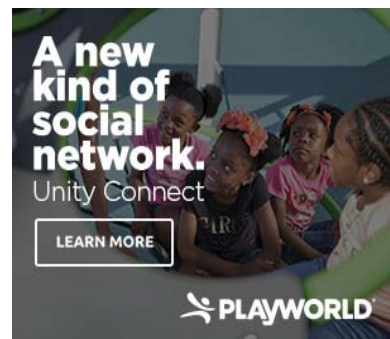 A new
kind of
social
network.
Unity Connect
LEARN MORE
PLAYWORLD